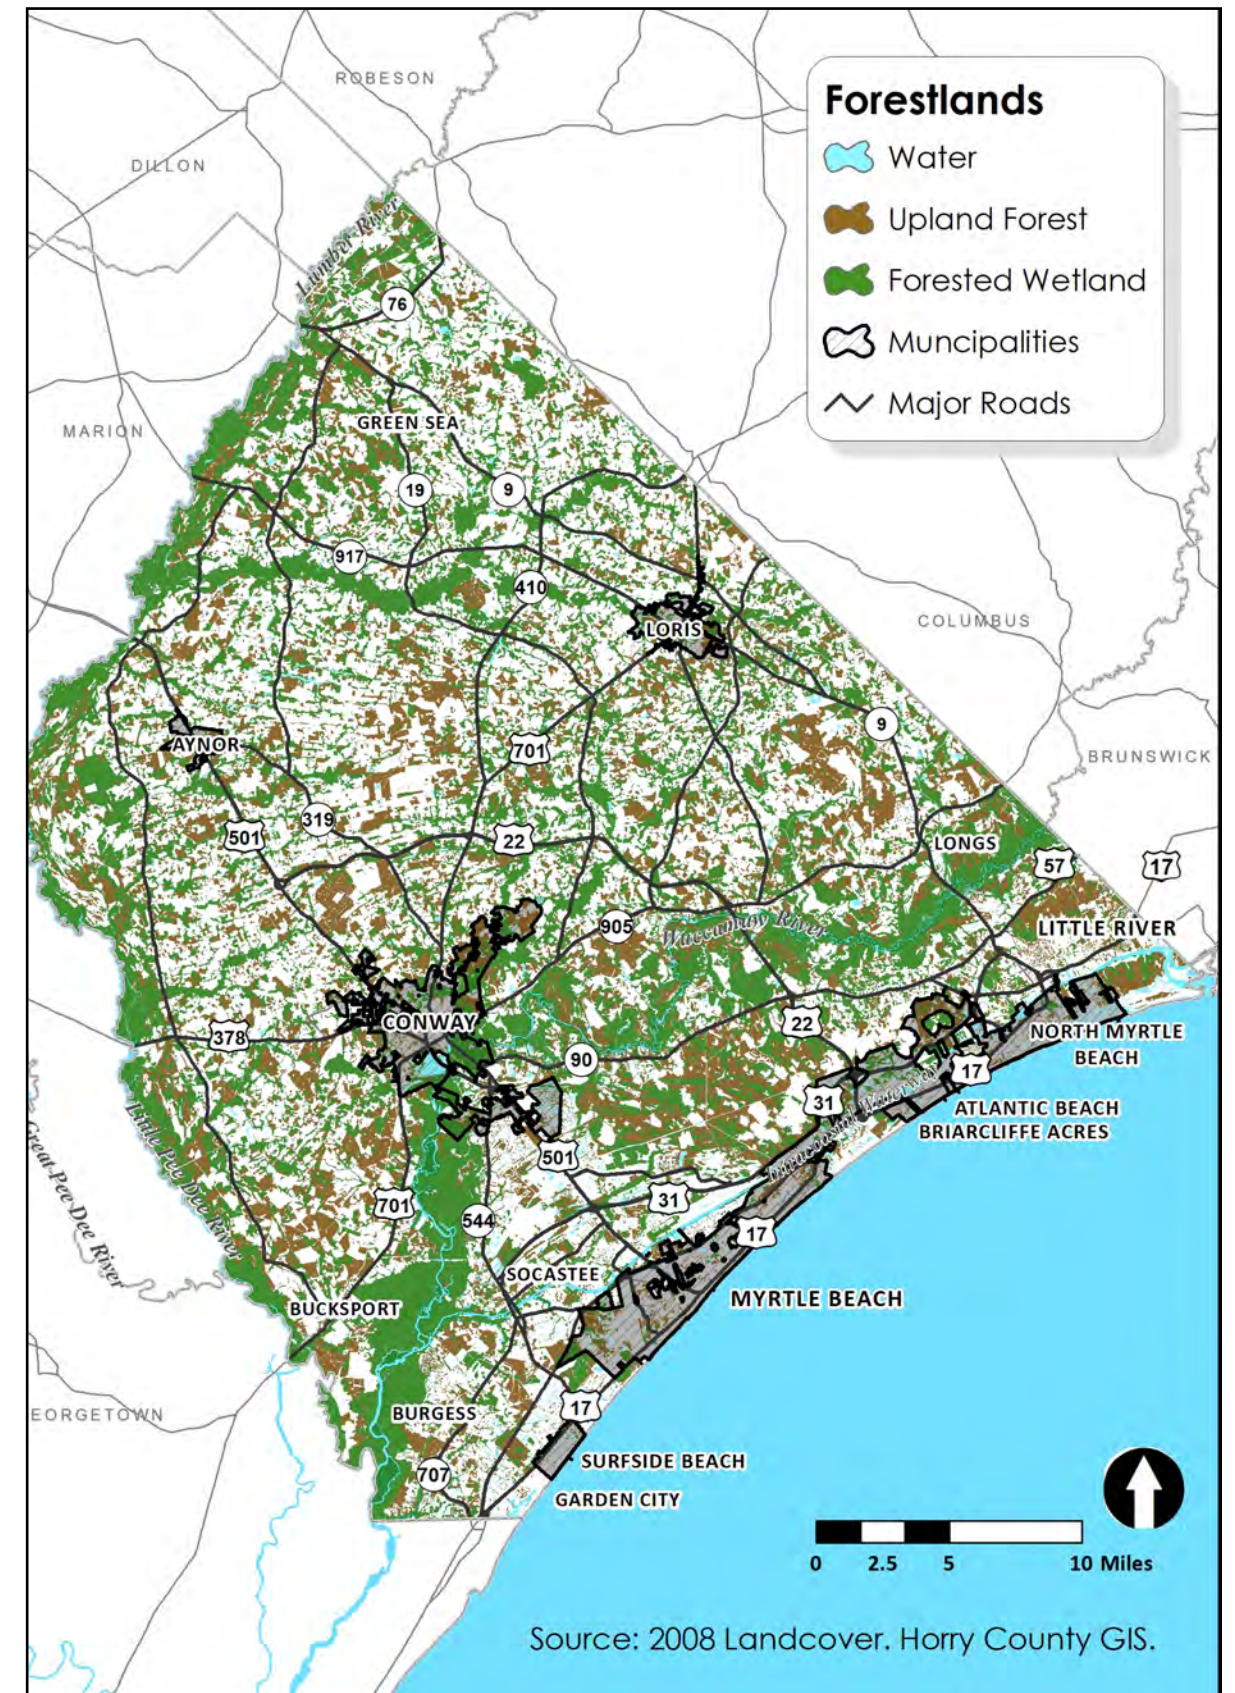 ROBESON
DILLON
Forestlands
Water
Upland Forest
Forested Wetland
Muncipalities
Major Roads
Lumber River
76
GREEN SEA
MARION
19
9
917
410
LORIS
COLUMBUS
9
AYNOR
701
BRUNSWICK
319
501
22
LONGS
57
17
905
Waccamaw River
LITTLE RIVER
CONWAY
378
22
NORTH MYRTLE
BEACH
90
17
31
Intracoastal Waterway
ATLANTIC BEACH
BRIARCLIFFE ACRES
Little Pee Dee River
Great Pee Dee River
501
701
31
544
17
SOCASTEE
MYRTLE BEACH
BUCKSPORT
EORGETOWN
BURGESS
17
707
SURFSIDE BEACH
GARDEN CITY
0 2.5 5 10 Miles
Source: 2008 Landcover. Horry County GIS.